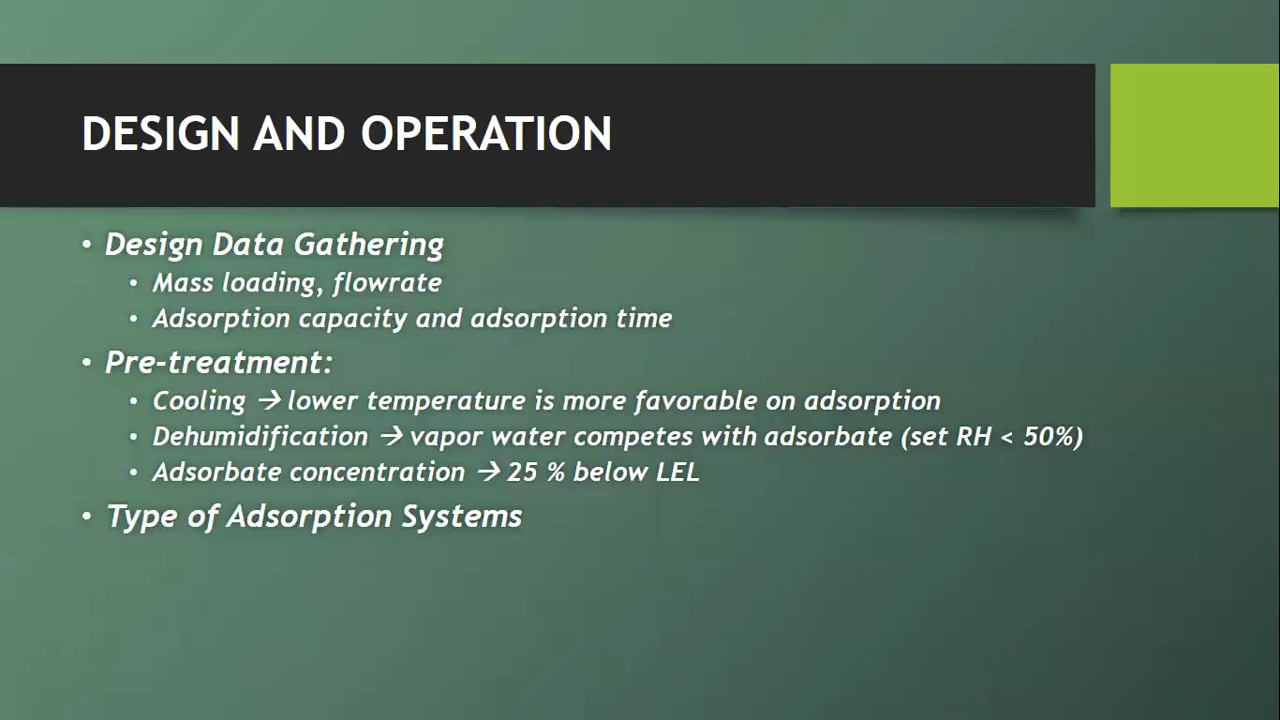 DESIGN AND OPERATION
• Design Data Gathering
• Mass loading, flowrate
• Adsorption capacity and adsorption time
• Pre-treatment:
• Cooling → lower temperature is more favorable on adsorption
• Dehumidification → vapor water competes with adsorbate (set RH < 50%)
• Adsorbate concentration → 25 % below LEL
• Type of Adsorption Systems